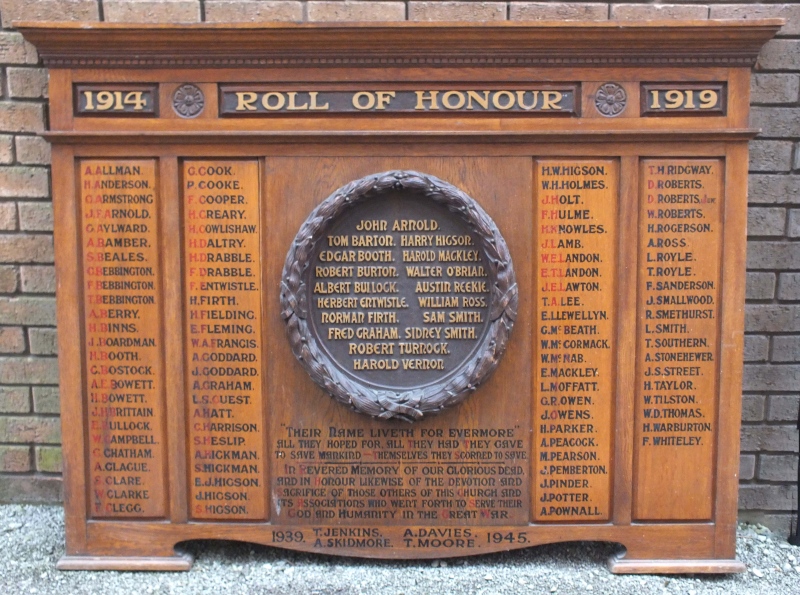 1914 ROLL OF HONOUR 1919
A. ALLMAN.
H. ANDERSON.
G. ARMSTRONG
J.F. ARNOLD.
G. AYLWARD.
A. BAMBER.
S. BEALES.
G. BEBBINGTON.
F. BEBBINGTON.
T. BEBBINGTON
A. BERRY.
H. BINNS.
J. BOARDMAN.
H. BOOTH.
G. BOSTOCK.
A.E. BOWETT.
H. BOWETT.
J.H. BRITTAIN
E. BULLOCK.
W. CAMPBELL.
G. CHATHAM.
A. CLAGUE.
S. CLARE.
W. CLARKE
F. CLEGG.
G. COOK.
P. COOKE.
F. COOPER.
H. CREARY.
H. COWLISHAW.
H. DALTRY.
H. DRABBLE.
F. DRABBLE.
F. ENTWISTLE.
H. FIRTH.
H. FIELDING.
E. FLEMING.
W.A. FRANCIS.
A. GODDARD.
J. GODDARD.
A. GRAHAM.
L.S. GUEST.
A. HATT.
C. HARRISON.
S. HESLIP.
A. HICKMAN.
S. HICKMAN.
E.J. HIGSON.
J. HIGSON.
S. HIGSON.
JOHN ARNOLD.
TOM BARTON. HARRY HIGSON.
EDGAR BOOTH. HAROLD MACKLEY.
ROBERT BURTON. WALTER O'BRIAN.
ALBERT BULLOCK. AUSTIN REEKIE.
HERBERT ENTWISTLE. WILLIAM ROSS.
NORMAN FIRTH. SAM SMITH.
FRED GRAHAM. SIDNEY SMITH.
ROBERT TURNOCK.
HAROLD VERNON
"THEIR NAME LIVETH FOR EVERMORE"
ALL THEY HOPED FOR, ALL THEY HAD THEY GAVE
TO SAVE MANKIND — THEMSELVES THEY SCORNED TO SAVE.
IN REVERED MEMORY OF OUR GLORIOUS DEAD,
AND IN HONOUR LIKEWISE OF THE DEVOTION AND
SACRIFICE OF THOSE OTHERS OF THIS CHURCH AND
ITS ASSOCIATIONS WHO WENT FORTH TO SERVE THEIR
GOD AND HUMANITY IN THE GREAT WAR.
H.W. HIGSON.
W.H. HOLMES.
J. HOLT.
F. HULME.
H.K. KNOWLES.
J. LAMB.
W.E. LANDON.
E.T. LANDON.
J.E. LAWTON.
T.A. LEE.
E. LLEWELLYN.
G. Mc BEATH.
W. Mc CORMACK.
W. Mc NAB.
E. MACKLEY.
L. MOFFATT.
G.R. OWEN.
J. OWENS.
H. PARKER.
A. PEACOCK.
M. PEARSON.
J. PEMBERTON.
J. PINDER.
J. POTTER.
A. POWNALL.
T.H RIDGWAY.
D. ROBERTS.
D. ROBERTS. JUN.
W. ROBERTS.
H. ROGERSON.
A. ROSS.
L. ROYLE.
T. ROYLE.
F. SANDERSON.
J. SMALLWOOD.
R. SMETHURST.
L. SMITH.
T. SOUTHERN.
A. STONEHEWER.
J.S. STREET.
H. TAYLOR.
W. TILSTON.
W.D. THOMAS.
H. WARBURTON.
F. WHITELEY.
1939. T. JENKINS. A. DAVIES. 1945.
A. SKIDMORE. T. MOORE.